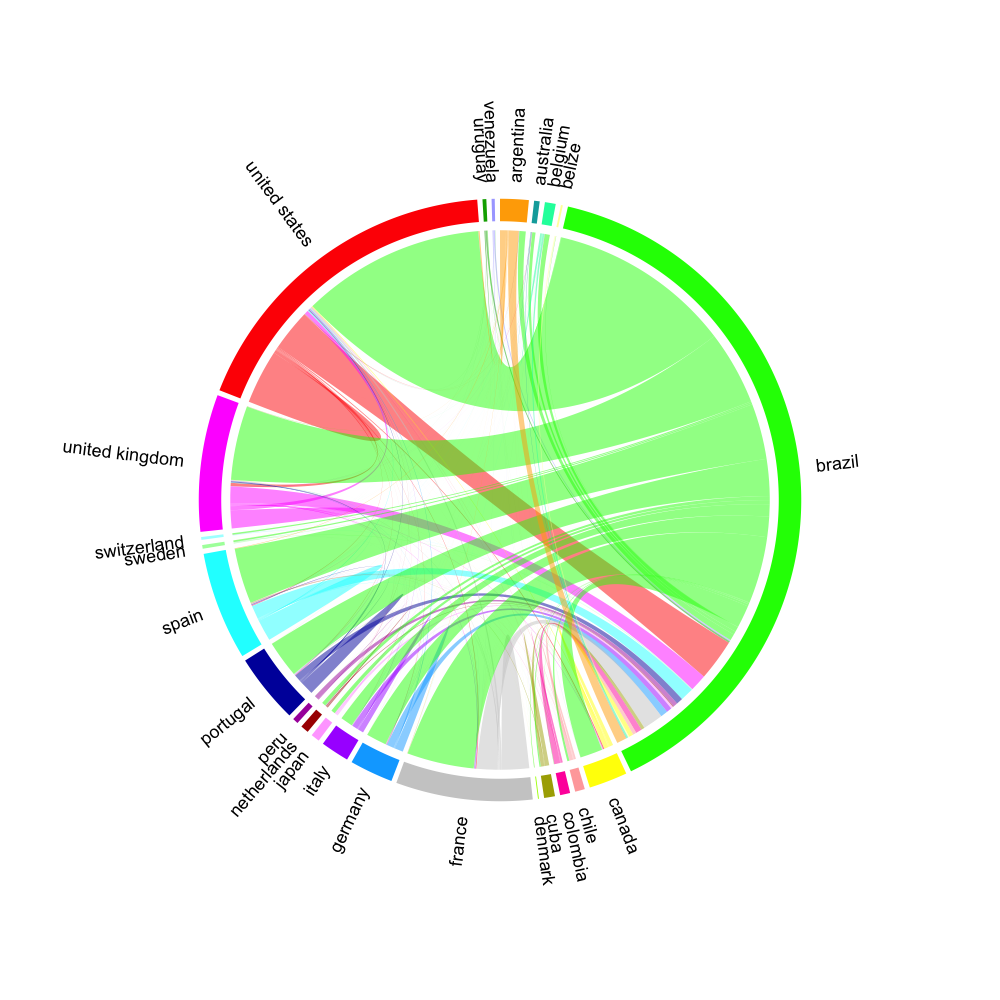 venezuela
uruguay
argentina
australia
belgium
belize
brazil
canada
chile
colombia
cuba
denmark
france
germany
italy
japan
netherlands
peru
portugal
spain
sweden
switzerland
united kingdom
united states